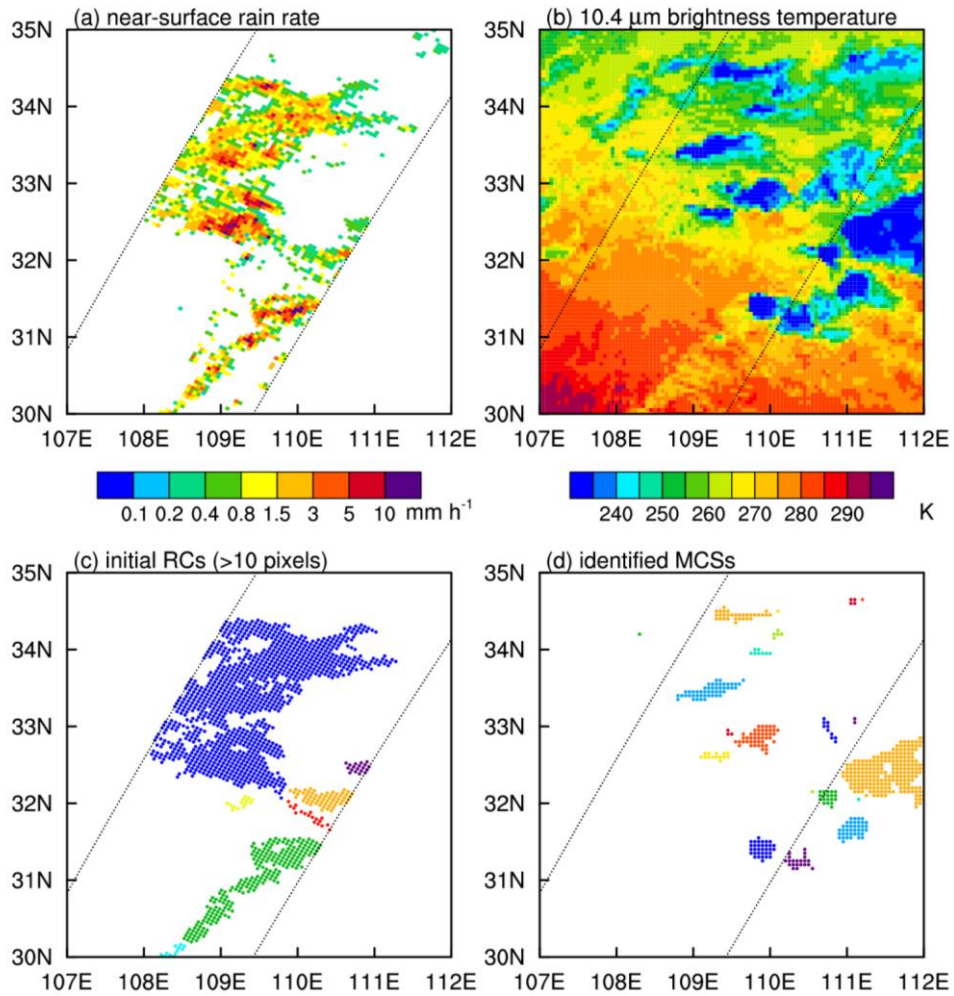 (a) near-surface rain rate
(b) 10.4 μm brightness temperature
35N
34N
33N
32N
31N
30N
107E 108E 109E 110E 111E 112E
35N
34N
33N
32N
31N
30N
107E 108E 109E 110E 111E 112E
0.1 0.2 0.4 0.8 1.5 3 5 10 mm h⁻¹
240 250 260 270 280 290 K
(c) initial RCs (>10 pixels)
(d) identified MCSs
35N
34N
33N
32N
31N
30N
107E 108E 109E 110E 111E 112E
35N
34N
33N
32N
31N
30N
107E 108E 109E 110E 111E 112E